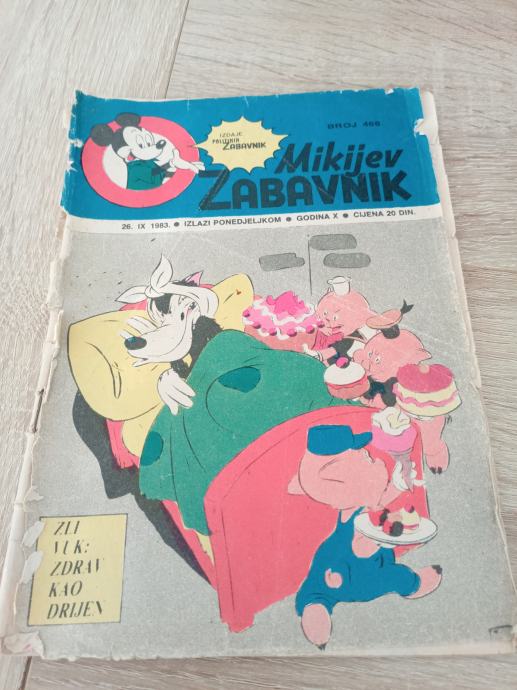 IZDAJE
POLITIKIN
ZABAVNIK
BROJ 466
Mikijev
ZABAVNIK
26. IX 1983. ● IZLAZI PONEDJELJKOM ● GODINA X ● CIJENA 20 DIN.
ZLI
VUK:
ZDRAV
KAO
DRIJEN